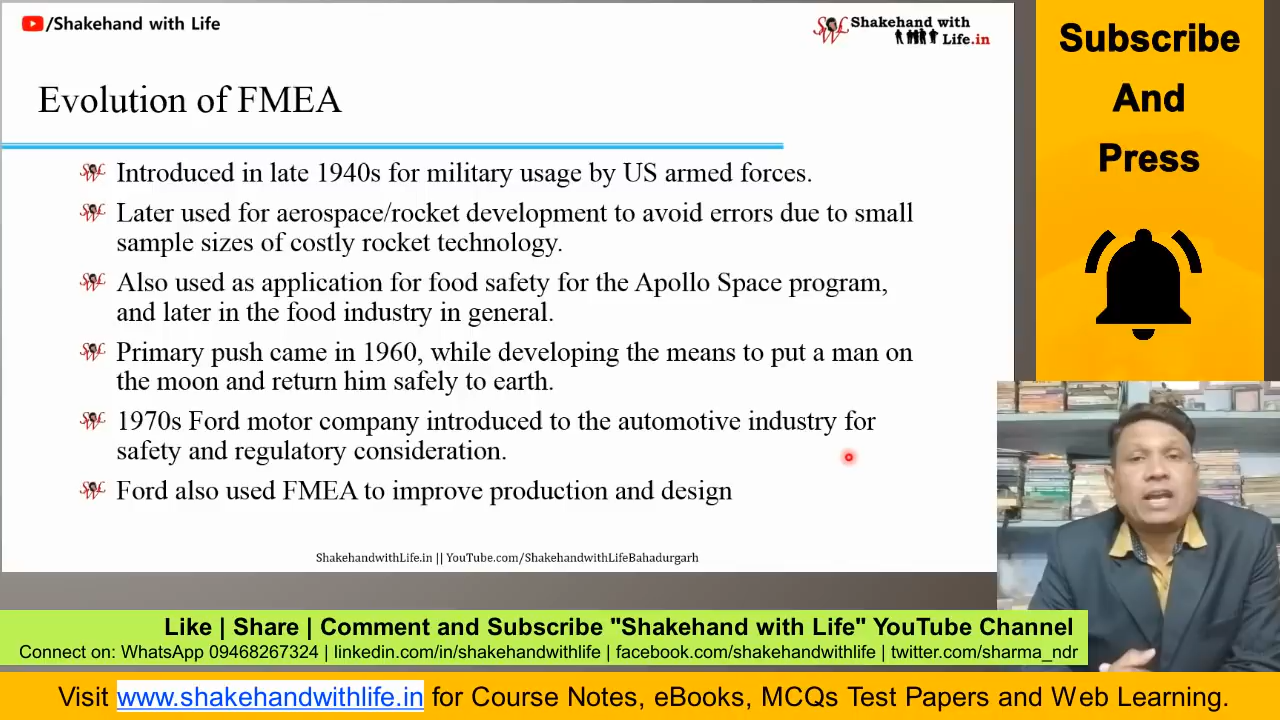 /Shakehand with Life
Shakehand with
Life.in
Subscribe
And
Press
Evolution of FMEA
Introduced in late 1940s for military usage by US armed forces.
Later used for aerospace/rocket development to avoid errors due to small
sample sizes of costly rocket technology.
Also used as application for food safety for the Apollo Space program,
and later in the food industry in general.
Primary push came in 1960, while developing the means to put a man on
the moon and return him safely to earth.
1970s Ford motor company introduced to the automotive industry for
safety and regulatory consideration.
Ford also used FMEA to improve production and design
ShakehandwithLife.in || YouTube.com/ShakehandwithLifeBahadurgarh
Like | Share | Comment and Subscribe "Shakehand with Life" YouTube Channel
Connect on: WhatsApp 09468267324 | linkedin.com/in/shakehandwithlife | facebook.com/shakehandwithlife | twitter.com/sharma_ndr
Visit www.shakehandwithlife.in for Course Notes, eBooks, MCQs Test Papers and Web Learning.